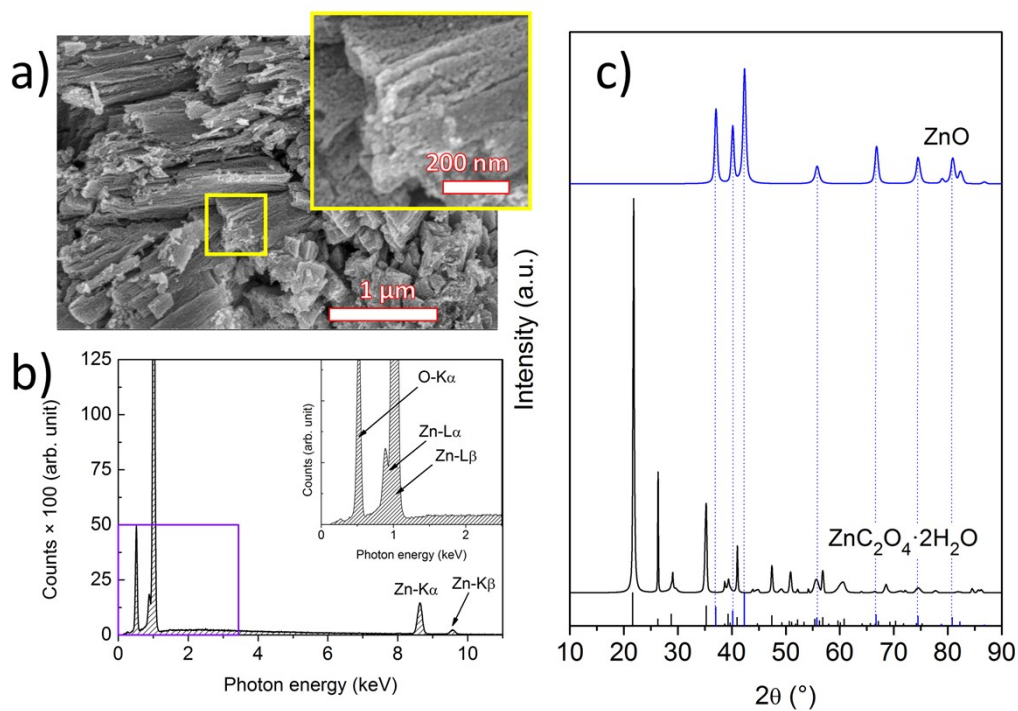 a)
200 nm
1 µm
b)
125
100
75
50
25
0
Counts × 100 (arb. unit)
0
2
4
6
8
10
Photon energy (keV)
Zn-Kα
Zn-Kβ
O-Kα
Zn-Lα
Zn-Lβ
Counts (arb. unit)
0
1
2
Photon energy (keV)
c)
ZnO
ZnC₂O₄·2H₂O
Intensity (a.u.)
10
20
30
40
50
60
70
80
90
2θ (°)